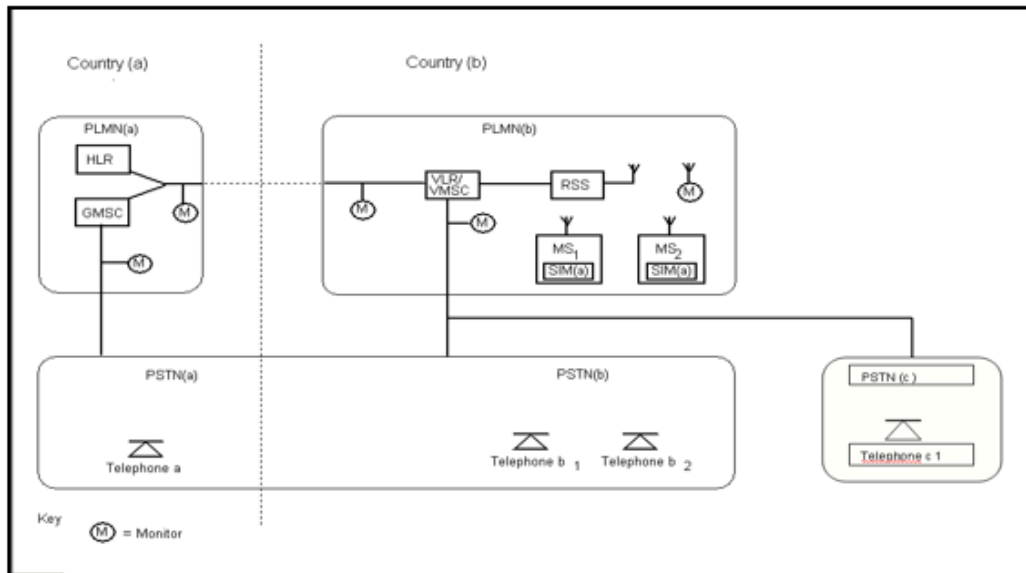 Country (a)
Country (b)
PLMN(a)
HLR
GMSC
M
M
PLMN(b)
VLR/
VMSC
RSS
M
M
M
MS1
SIM(a)
MS2
SIM(a)
PSTN(a)
Telephone a
PSTN(b)
Telephone b 1
Telephone b 2
PSTN (c )
Telephone c 1
Key
M = Monitor